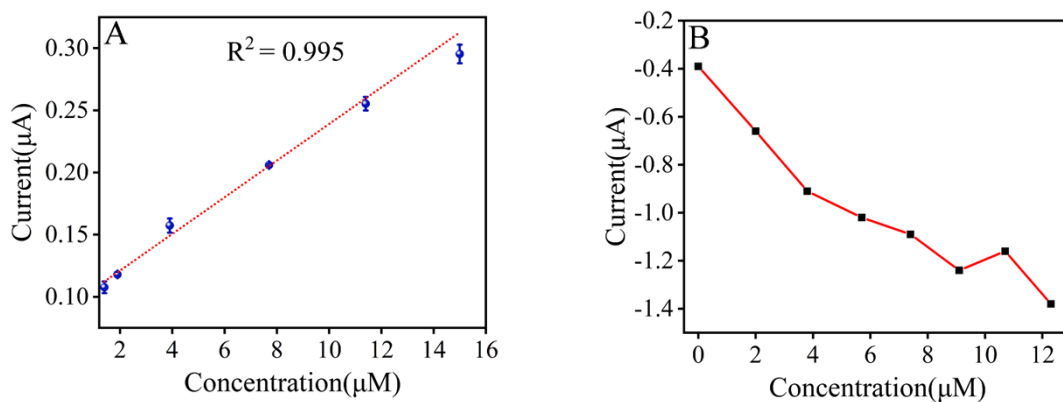 A
R² = 0.995
0.30
0.25
0.20
0.15
0.10
Current(μA)
2 4 6 8 10 12 14 16
Concentration(μM)
B
-0.2
-0.4
-0.6
-0.8
-1.0
-1.2
-1.4
Current(μA)
0 2 4 6 8 10 12
Concentration(μM)